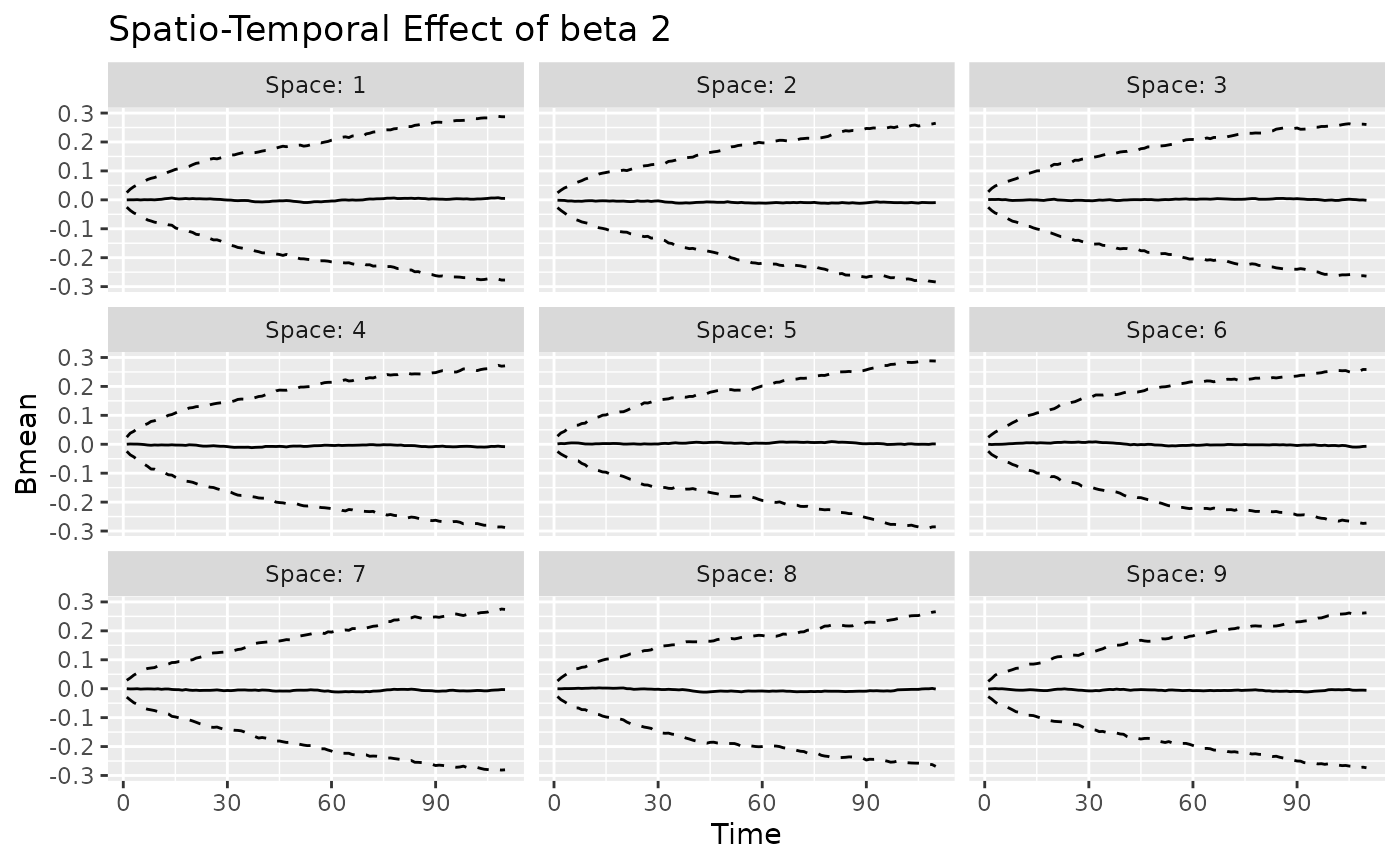 Spatio-Temporal Effect of beta 2
Space: 1
Space: 2
Space: 3
0.3
0.2
0.1
0.0
-0.1
-0.2
-0.3
Space: 4
Space: 5
Space: 6
0.3
0.2
0.1
0.0
-0.1
-0.2
-0.3
Bmean
Space: 7
Space: 8
Space: 9
0.3
0.2
0.1
0.0
-0.1
-0.2
-0.3
0 30 60 90 0 30 60 90 0 30 60 90
Time